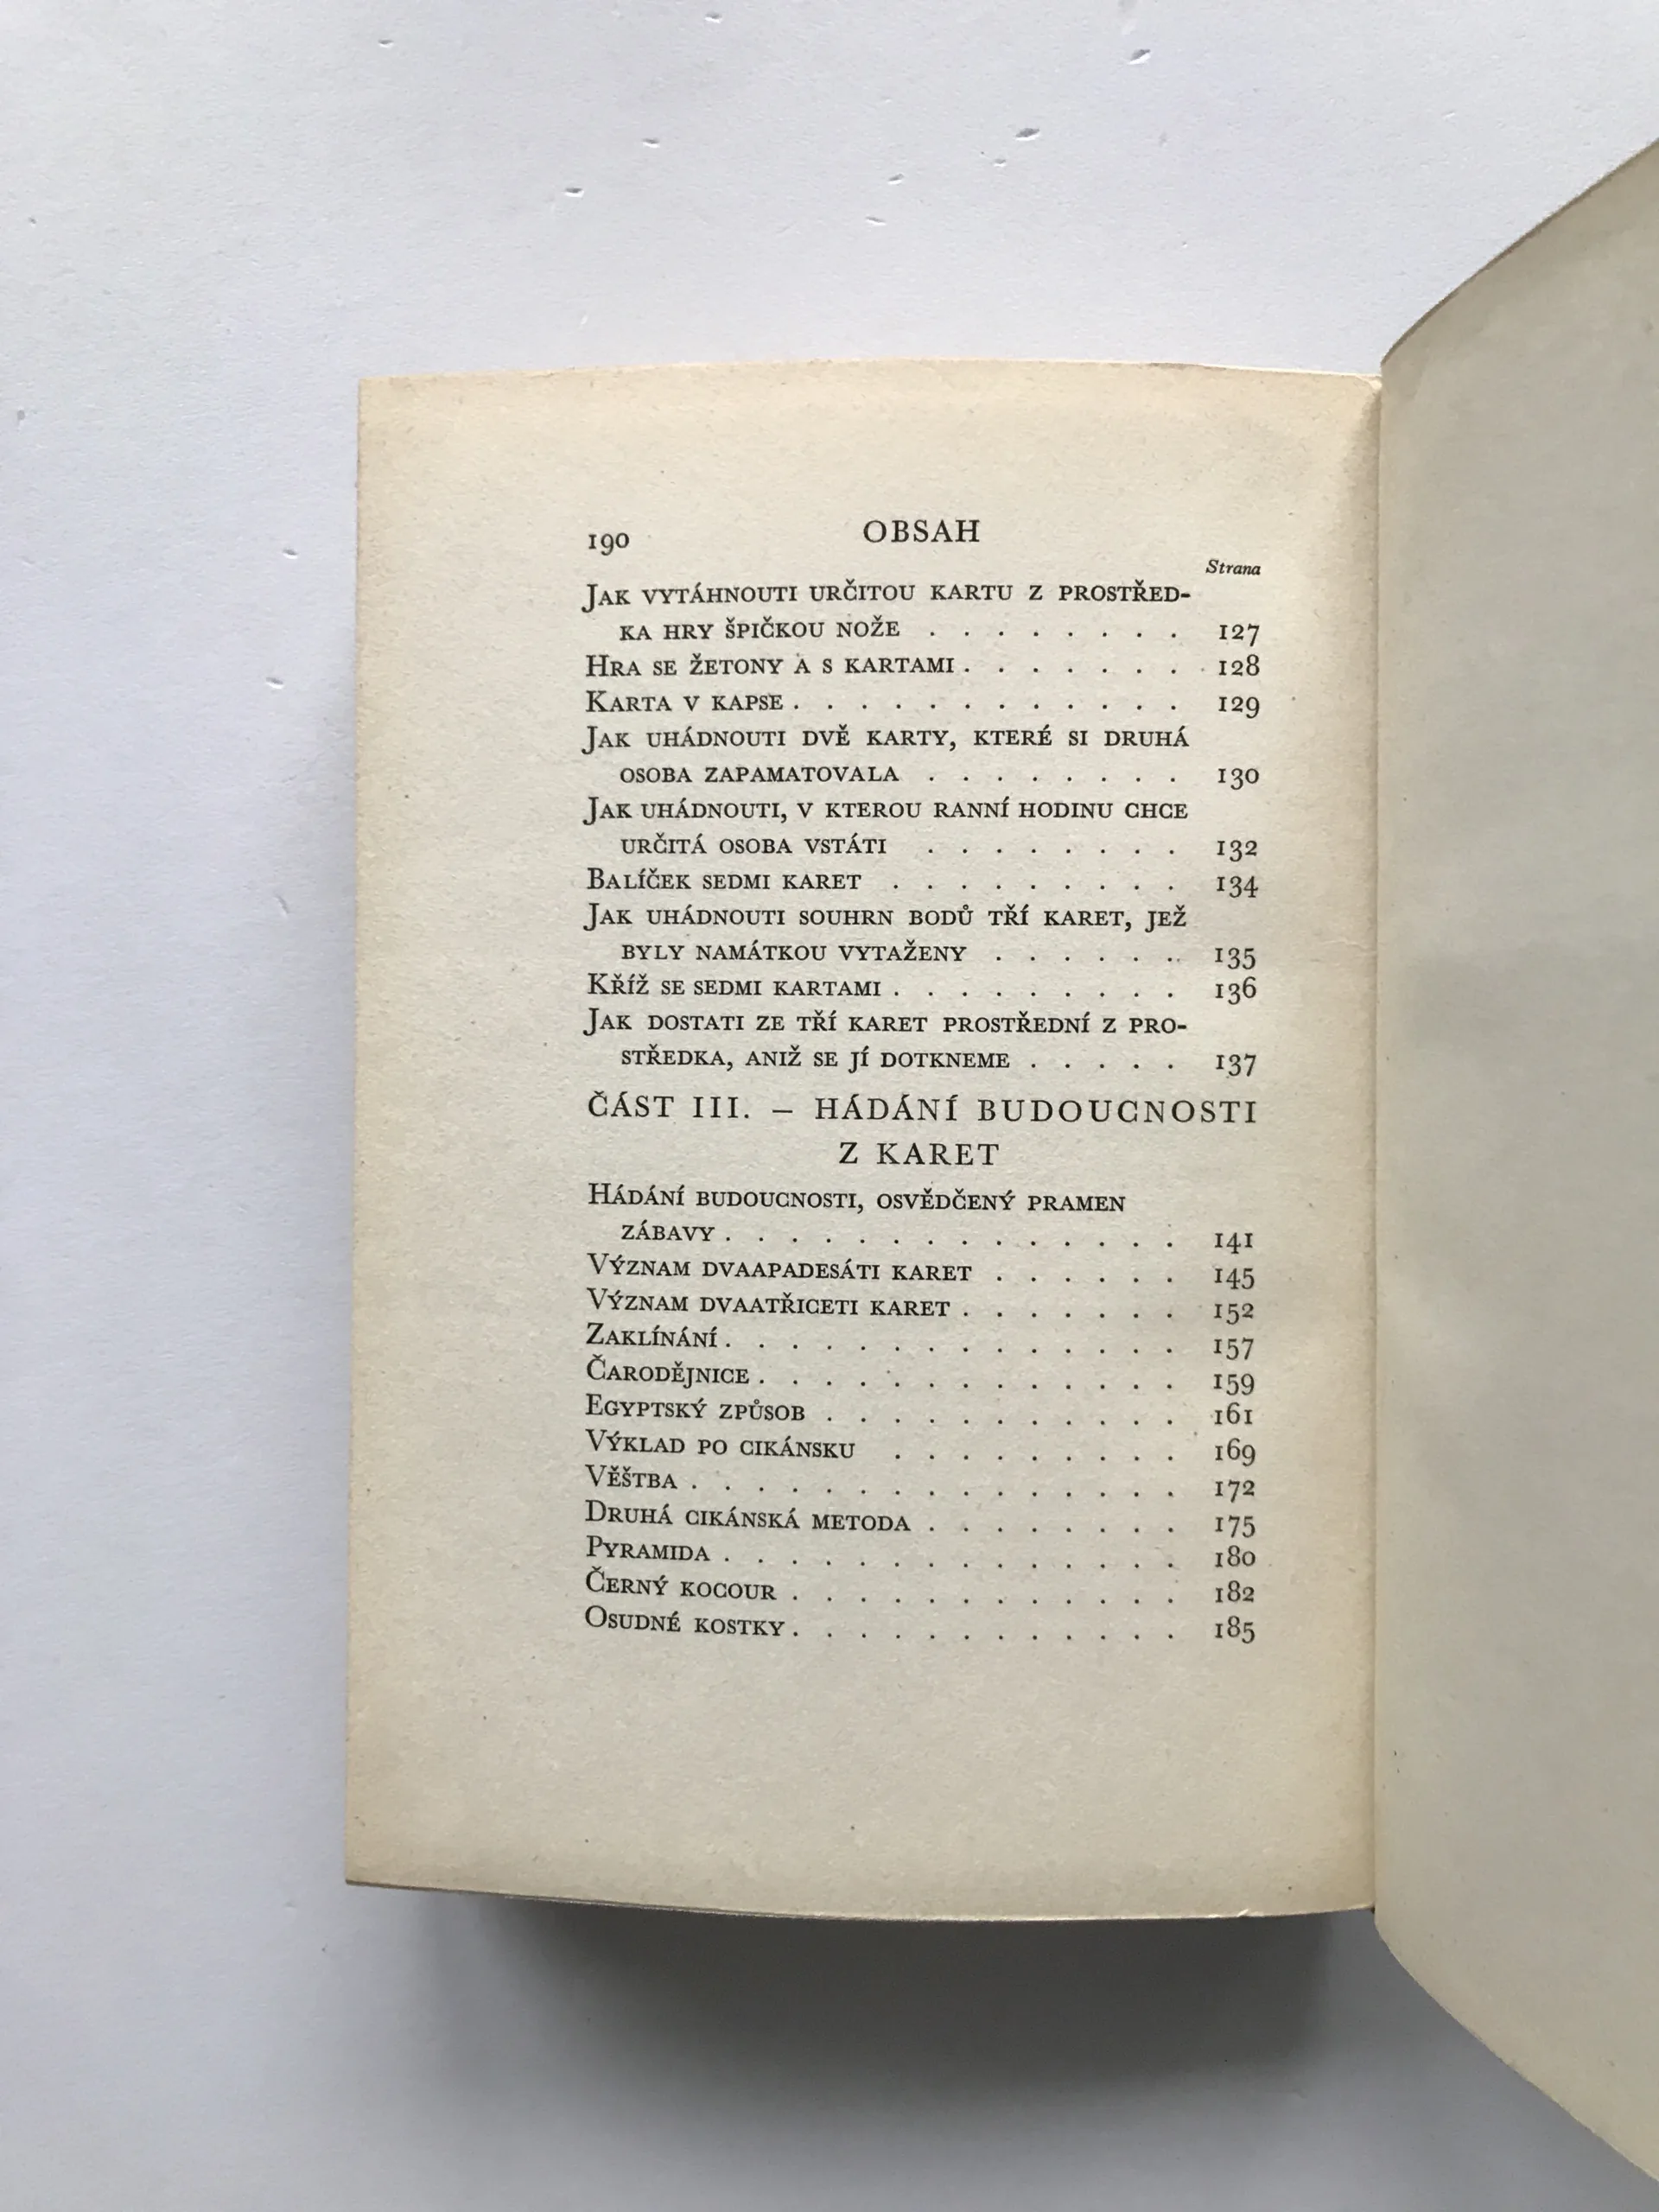 190 OBSAH
Strana
Jak vytáhnouti určitou kartu z prostřed-
ka hry špičkou nože . . . . . . . . 127
Hra se žetony a s kartami . . . . . . . 128
Karta v kapse . . . . . . . . . . . . 129
Jak uhádnouti dvě karty, které si druhá
osoba zapamatovala . . . . . . . . 130
Jak uhádnouti, v kterou ranní hodinu chce
určitá osoba vstáti . . . . . . . . 132
Balíček sedmi karet . . . . . . . . . 134
Jak uhádnouti souhrn bodů tří karet, jež
byly namátkou vytaženy . . . . . . 135
Kříž se sedmi kartami . . . . . . . . . 136
Jak dostati ze tří karet prostřední z pro-
středka, aniž se jí dotkneme . . . . . 137
ČÁST III. – HÁDÁNÍ BUDOUCNOSTI
Z KARET
Hádání budoucnosti, osvědčený pramen
zábavy . . . . . . . . . . . . . . 141
Význam dvaapadesáti karet . . . . . . 145
Význam dvaatřiceti karet . . . . . . . 152
Zaklínání . . . . . . . . . . . . . . 157
Čarodějnice . . . . . . . . . . . . . 159
Egyptský způsob . . . . . . . . . . . 161
Výklad po cikánsku . . . . . . . . . 169
Věštba . . . . . . . . . . . . . . . 172
Druhá cikánská metoda . . . . . . . . 175
Pyramida . . . . . . . . . . . . . . 180
Černý kocour . . . . . . . . . . . . 182
Osudné kostky . . . . . . . . . . . . 185